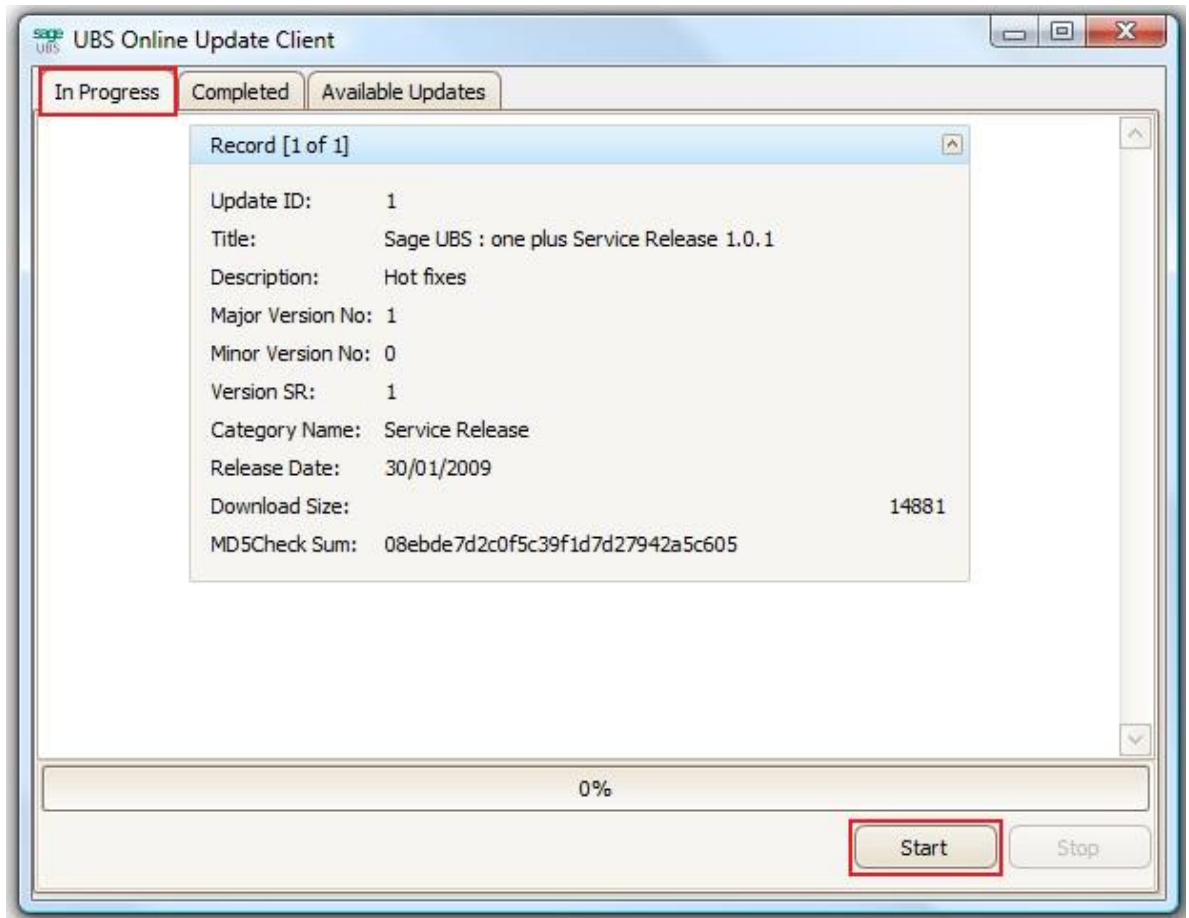 sage UBS UBS Online Update Client
In Progress Completed Available Updates
Record [1 of 1]
Update ID: 1
Title: Sage UBS : one plus Service Release 1.0.1
Description: Hot fixes
Major Version No: 1
Minor Version No: 0
Version SR: 1
Category Name: Service Release
Release Date: 30/01/2009
Download Size: 14881
MD5Check Sum: 08ebde7d2c0f5c39f1d7d27942a5c605
0%
Start Stop